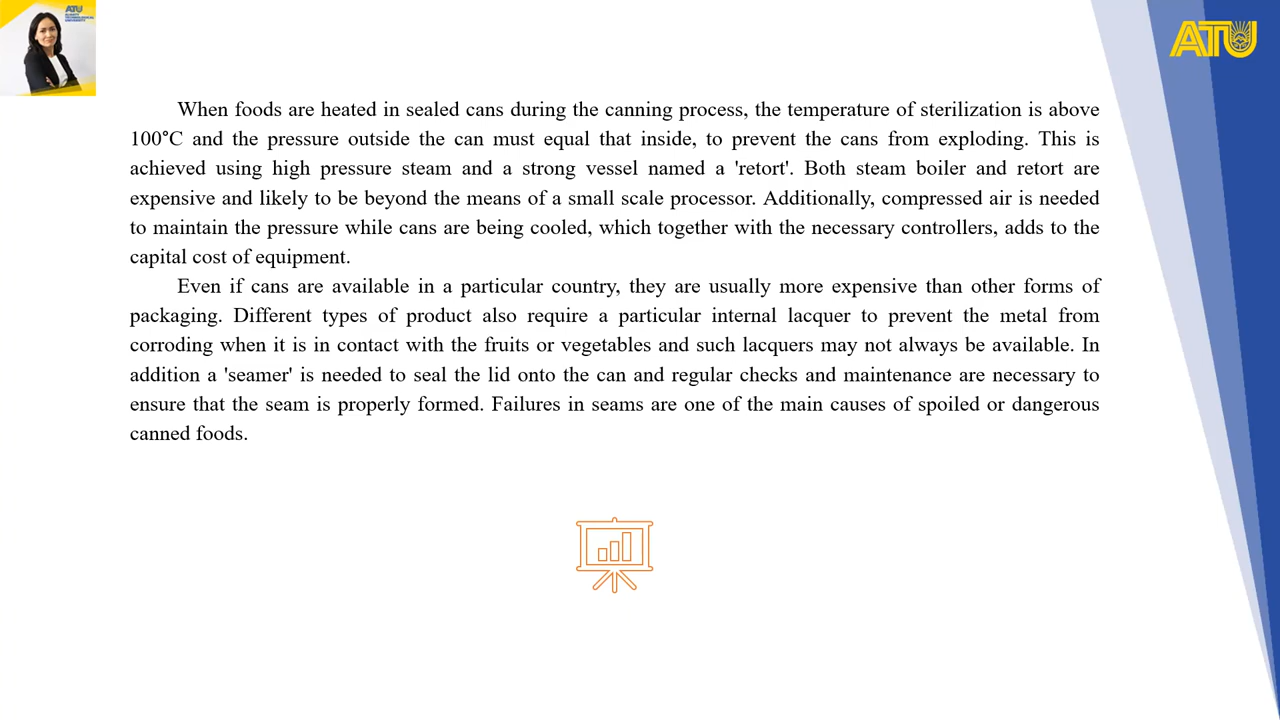 ATU
ALMATY
TECHNOLOGICAL
UNIVERSITY
ATU
When foods are heated in sealed cans during the canning process, the temperature of sterilization is above
100°C and the pressure outside the can must equal that inside, to prevent the cans from exploding. This is
achieved using high pressure steam and a strong vessel named a 'retort'. Both steam boiler and retort are
expensive and likely to be beyond the means of a small scale processor. Additionally, compressed air is needed
to maintain the pressure while cans are being cooled, which together with the necessary controllers, adds to the
capital cost of equipment.
Even if cans are available in a particular country, they are usually more expensive than other forms of
packaging. Different types of product also require a particular internal lacquer to prevent the metal from
corroding when it is in contact with the fruits or vegetables and such lacquers may not always be available. In
addition a 'seamer' is needed to seal the lid onto the can and regular checks and maintenance are necessary to
ensure that the seam is properly formed. Failures in seams are one of the main causes of spoiled or dangerous
canned foods.